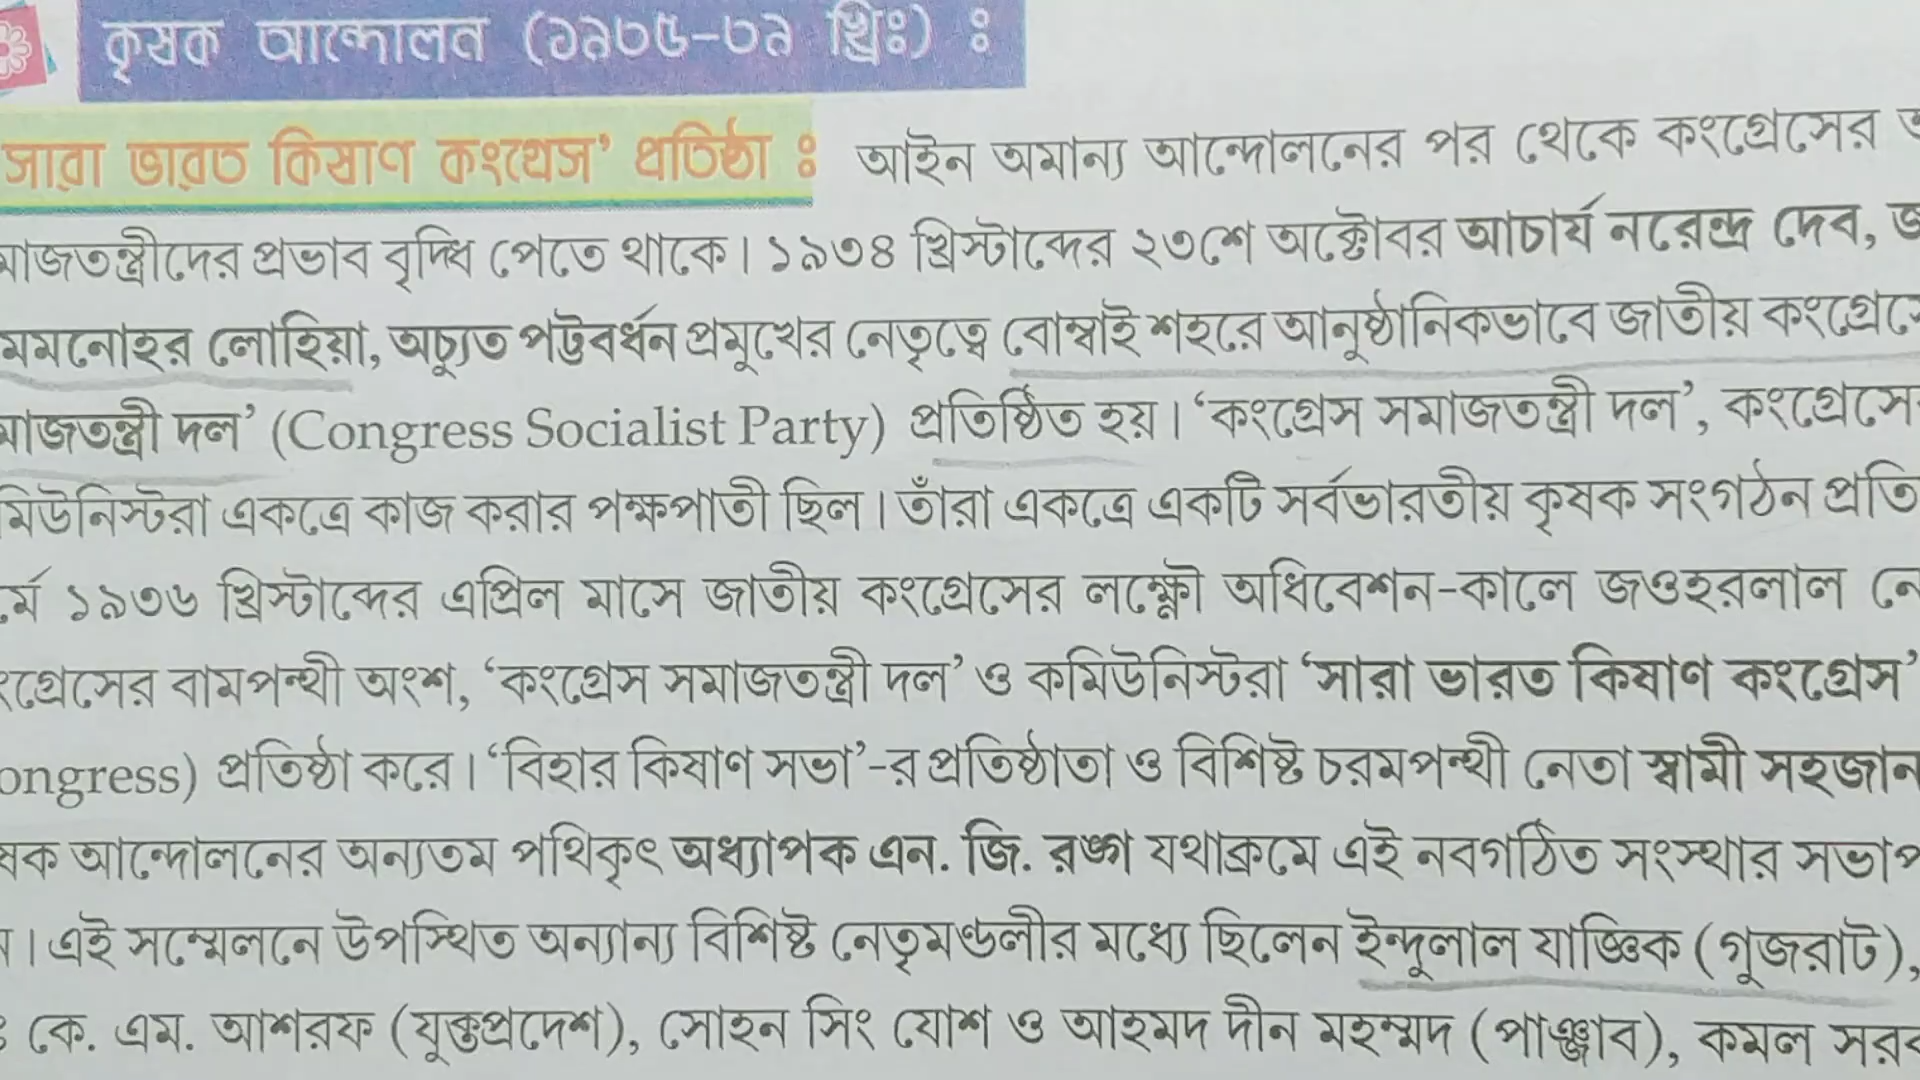 কৃষক আন্দোলন (১৯৩৫-৩৯ খ্রিঃ) :
সারা ভারত কিষাণ কংগ্রেস’ প্রতিষ্ঠা : আইন অমান্য আন্দোলনের পর থেকে কংগ্রেসের
মাজতন্ত্রীদের প্রভাব বৃদ্ধি পেতে থাকে। ১৯৩৪ খ্রিস্টাব্দের ২৩শে অক্টোবর আচার্য নরেন্দ্র দেব,
মমনোহর লোহিয়া, অচ্যুত পট্টবর্ধন প্রমুখের নেতৃত্বে বোম্বাই শহরে আনুষ্ঠানিকভাবে জাতীয় কংগ্রেসে
মাজতন্ত্রী দল’ (Congress Socialist Party) প্রতিষ্ঠিত হয়। ‘কংগ্রেস সমাজতন্ত্রী দল’, কংগ্রেসে
মিউনিস্টরা একত্রে কাজ করার পক্ষপাতী ছিল। তাঁরা একত্রে একটি সর্বভারতীয় কৃষক সংগঠন প্রতি
র্মে ১৯৩৬ খ্রিস্টাব্দের এপ্রিল মাসে জাতীয় কংগ্রেসের লক্ষ্ণৌ অধিবেশন-কালে জওহরলাল নে
ংগ্রেসের বামপন্থী অংশ, ‘কংগ্রেস সমাজতন্ত্রী দল’ ও কমিউনিস্টরা ‘সারা ভারত কিষাণ কংগ্রেস’
ongress) প্রতিষ্ঠা করে। ‘বিহার কিষাণ সভা’-র প্রতিষ্ঠাতা ও বিশিষ্ট চরমপন্থী নেতা স্বামী সহজান
ষক আন্দোলনের অন্যতম পথিকৃৎ অধ্যাপক এন. জি. রঙ্গ যথাক্রমে এই নবগঠিত সংস্থার সভাপ
ন। এই সম্মেলনে উপস্থিত অন্যান্য বিশিষ্ট নেতৃমণ্ডলীর মধ্যে ছিলেন ইন্দুলাল যাজ্ঞিক (গুজরাট),
কে. এম. আশরফ (যুক্তপ্রদেশ), সোহন সিং যোশ ও আহমদ দীন মহম্মদ (পাঞ্জাব), কমল সরক